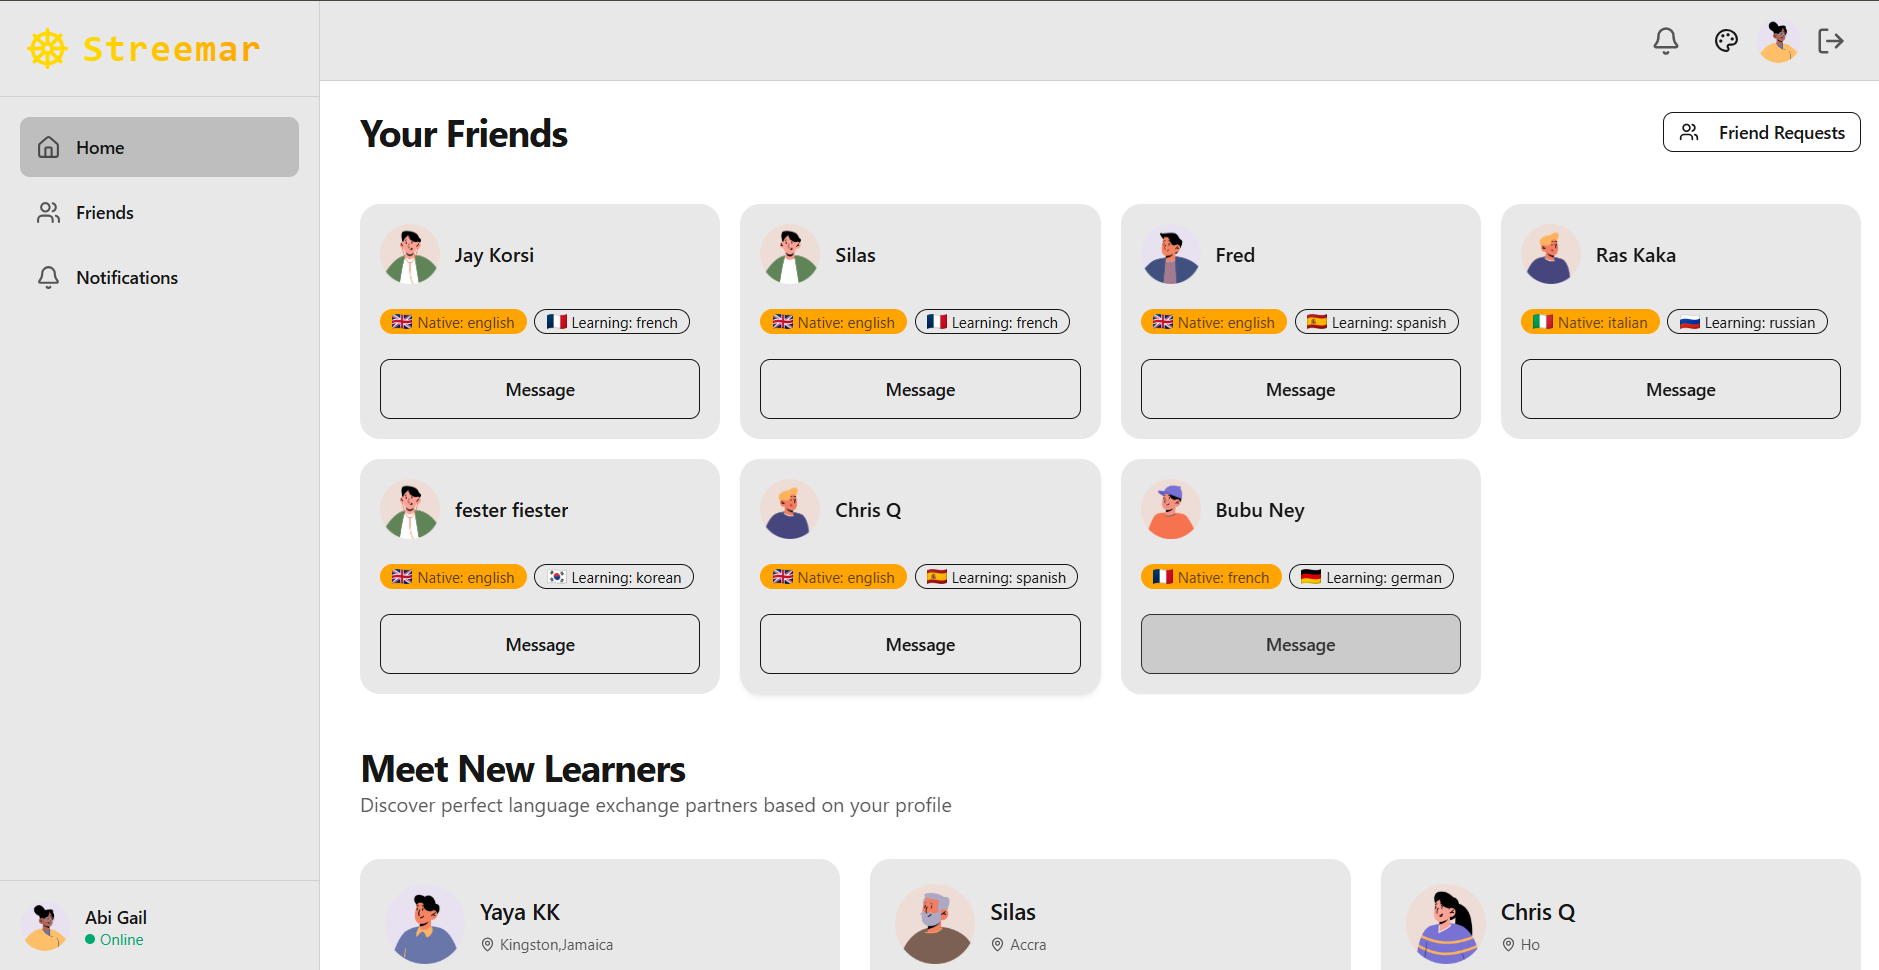 Streemar
Home
Friends
Notifications
Abi Gail
Online
Your Friends
Friend Requests
Jay Korsi
Native: english
Learning: french
Message
Silas
Native: english
Learning: french
Message
Fred
Native: english
Learning: spanish
Message
Ras Kaka
Native: italian
Learning: russian
Message
fester fiester
Native: english
Learning: korean
Message
Chris Q
Native: english
Learning: spanish
Message
Bubu Ney
Native: french
Learning: german
Message
Meet New Learners
Discover perfect language exchange partners based on your profile
Yaya KK
Kingston,Jamaica
Silas
Accra
Chris Q
Ho